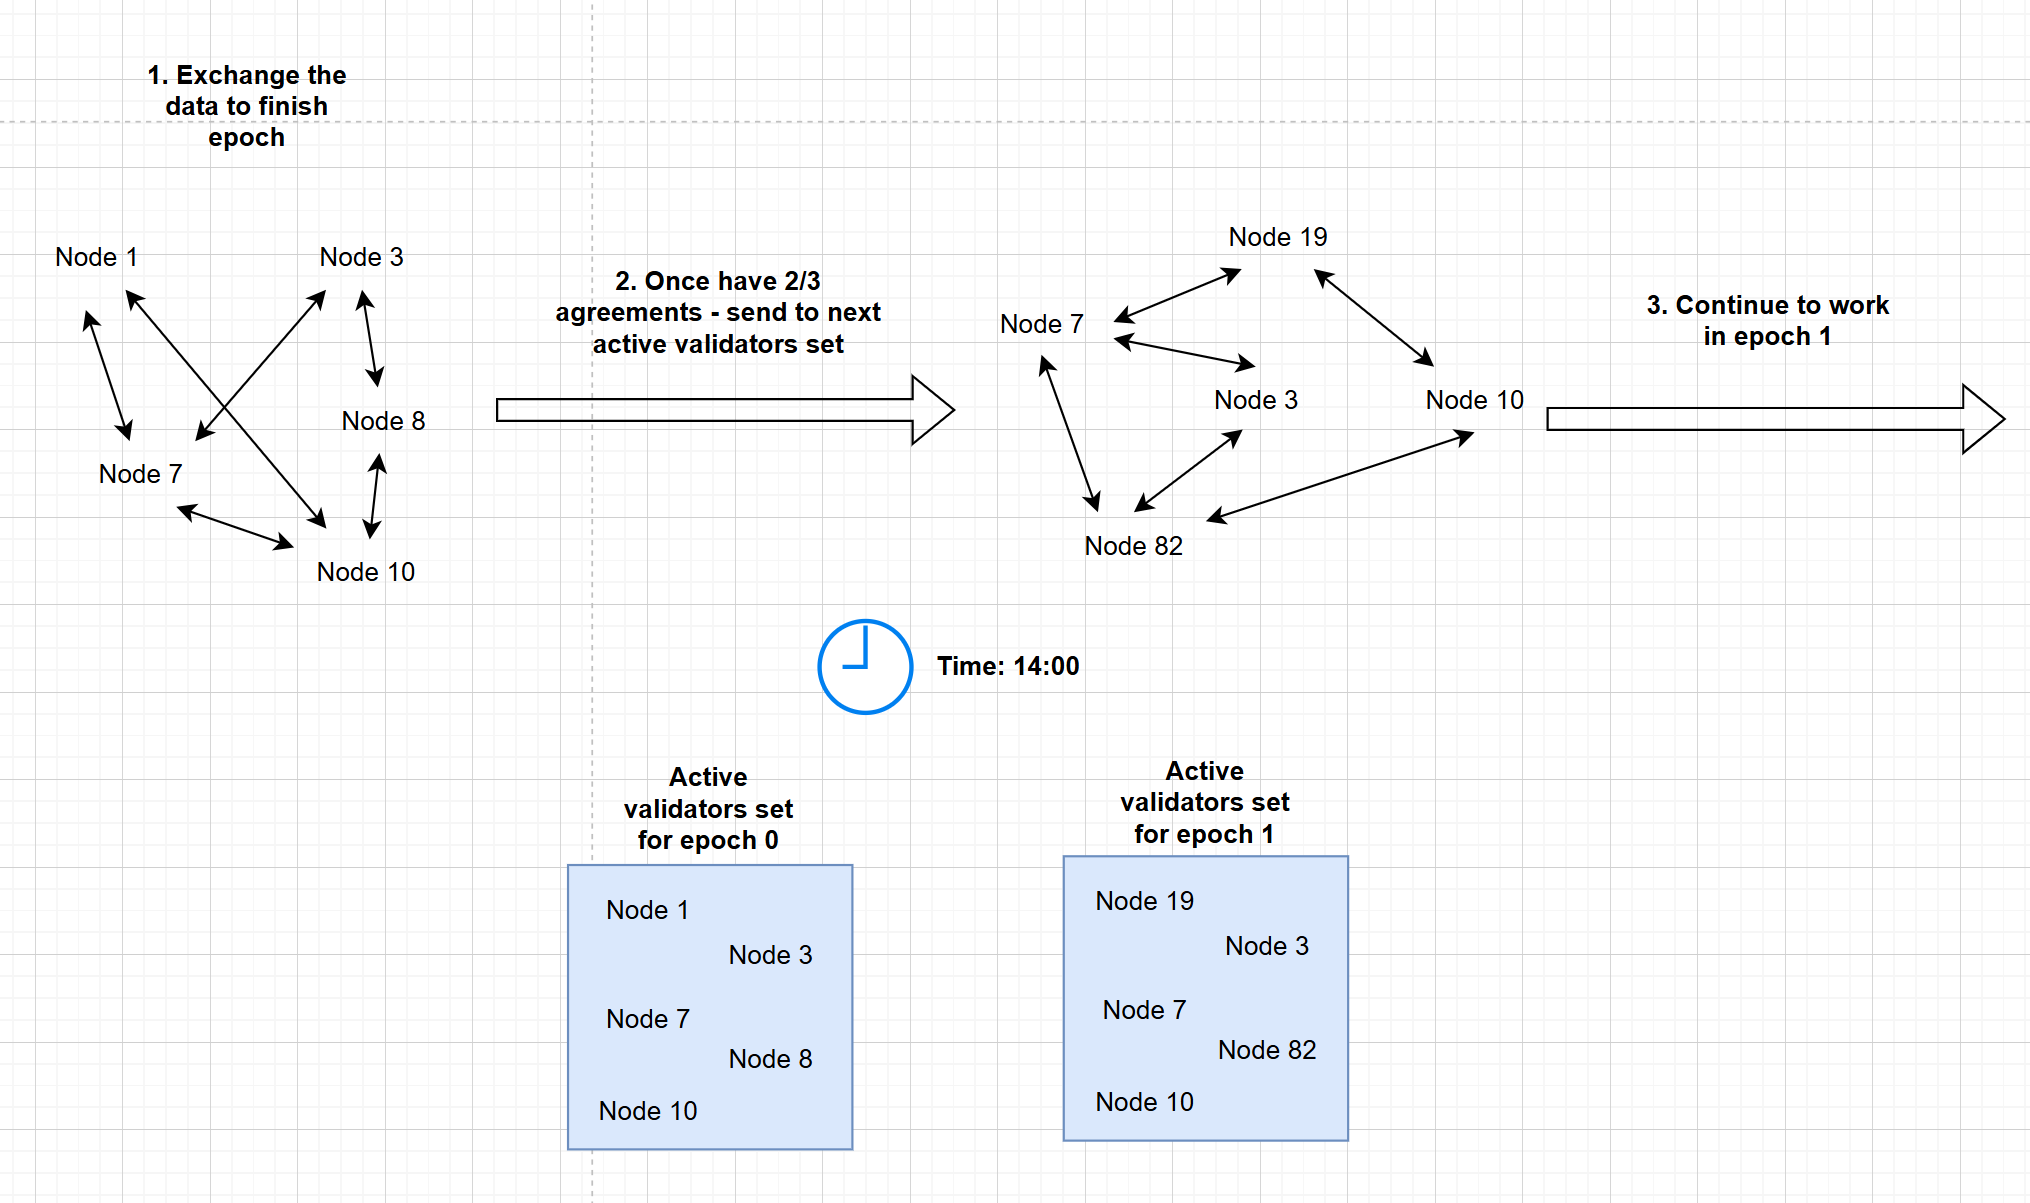 1. Exchange the
data to finish
epoch
Node 1
Node 3
Node 8
Node 7
Node 10
2. Once have 2/3
agreements - send to next
active validators set
Node 19
Node 7
Node 3
Node 10
Node 82
3. Continue to work
in epoch 1
Time: 14:00
Active
validators set
for epoch 0
Node 1
Node 3
Node 7
Node 8
Node 10
Active
validators set
for epoch 1
Node 19
Node 3
Node 7
Node 82
Node 10